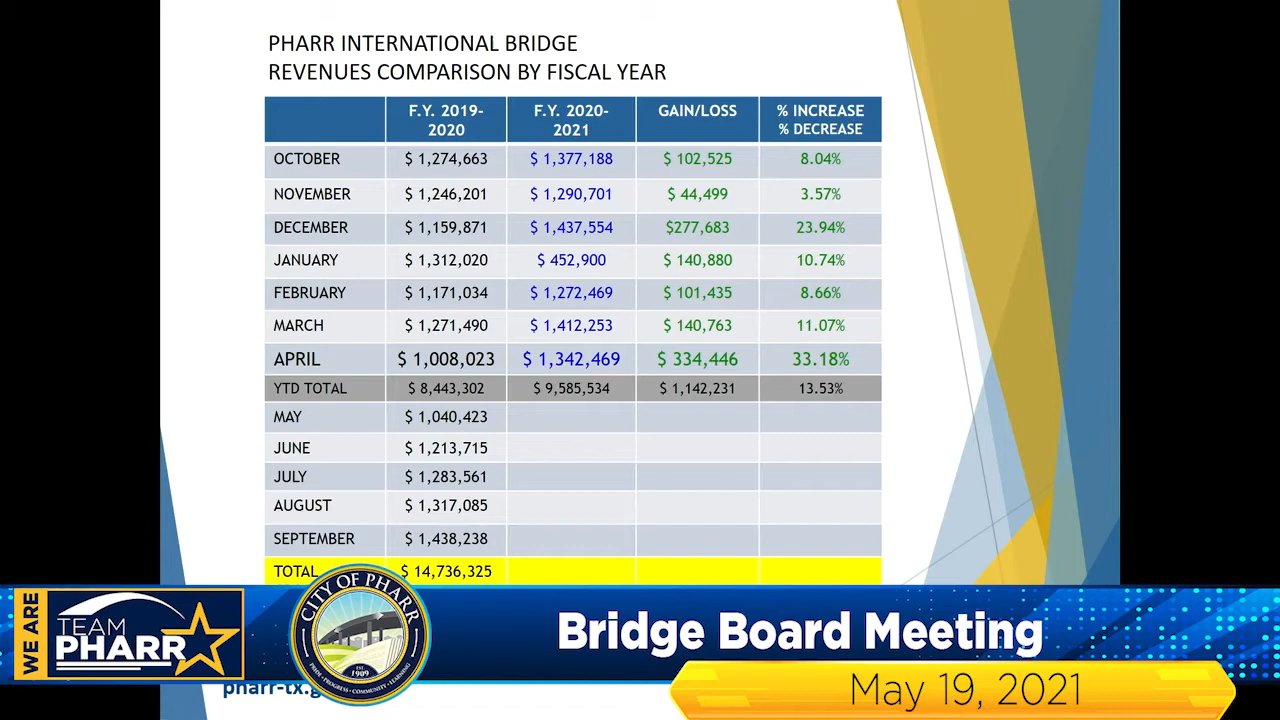 PHARR INTERNATIONAL BRIDGE
REVENUES COMPARISON BY FISCAL YEAR
F.Y. 2019-2020 F.Y. 2020-2021 GAIN/LOSS % INCREASE % DECREASE
OCTOBER $ 1,274,663 $ 1,377,188 $ 102,525 8.04%
NOVEMBER $ 1,246,201 $ 1,290,701 $ 44,499 3.57%
DECEMBER $ 1,159,871 $ 1,437,554 $277,683 23.94%
JANUARY $ 1,312,020 $ 452,900 $ 140,880 10.74%
FEBRUARY $ 1,171,034 $ 1,272,469 $ 101,435 8.66%
MARCH $ 1,271,490 $ 1,412,253 $ 140,763 11.07%
APRIL $ 1,008,023 $ 1,342,469 $ 334,446 33.18%
YTD TOTAL $ 8,443,302 $ 9,585,534 $ 1,142,231 13.53%
MAY $ 1,040,423
JUNE $ 1,213,715
JULY $ 1,283,561
AUGUST $ 1,317,085
SEPTEMBER $ 1,438,238
TOTAL $ 14,736,325
WE ARE
TEAM
PHARR
CITY OF PHARR
EST
1909
PRIDE • PROGRESS • COMMUNITY • LEARNING
Bridge Board Meeting
May 19, 2021
pharr-tx.g